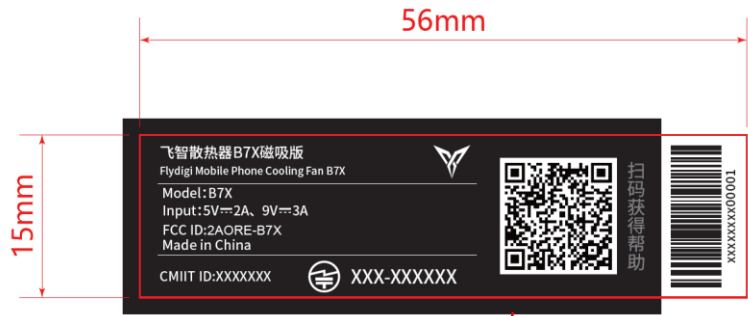 56mm
15mm
飞智散热器B7X磁吸版
Flydigi Mobile Phone Cooling Fan B7X
Model:B7X
Input:5V⎓2A、9V⎓3A
FCC ID:2AORE-B7X
Made in China
CMIIT ID:XXXXXXX
XXX-XXXXXX
扫码获得帮助
xxxxxxxx00001